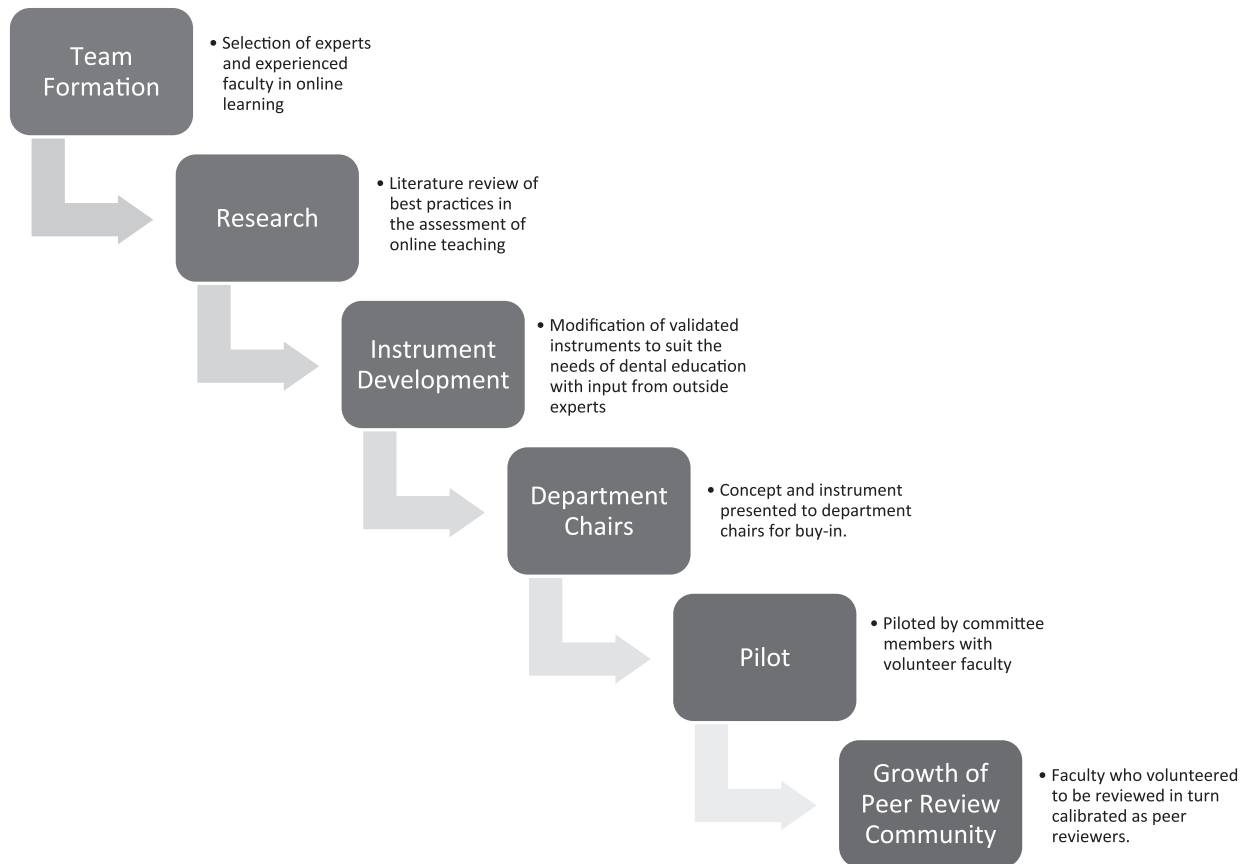 Team
Formation
• Selection of experts
and experienced
faculty in online
learning
Research
• Literature review of
best practices in
the assessment of
online teaching
Instrument
Development
• Modification of validated
instruments to suit the
needs of dental education
with input from outside
experts
Department
Chairs
• Concept and instrument
presented to department
chairs for buy-in.
Pilot
• Piloted by committee
members with
volunteer faculty
Growth of
Peer Review
Community
• Faculty who volunteered
to be reviewed in turn
calibrated as peer
reviewers.